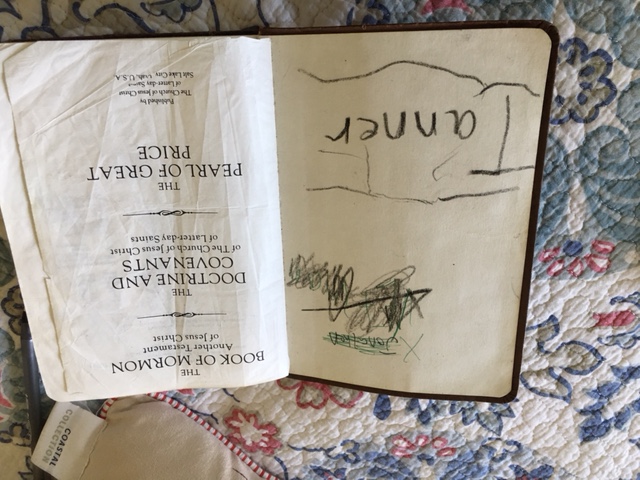 THE
BOOK OF MORMON
Another Testament
of Jesus Christ
THE
DOCTRINE AND
COVENANTS
of The Church of Jesus Christ
of Latter-day Saints
THE
PEARL OF GREAT
PRICE
Published by
The Church of Jesus Christ
of Latter-day Saints
Salt Lake City, Utah, U.S.A.
Tanner
COASTAL
COLLECTION